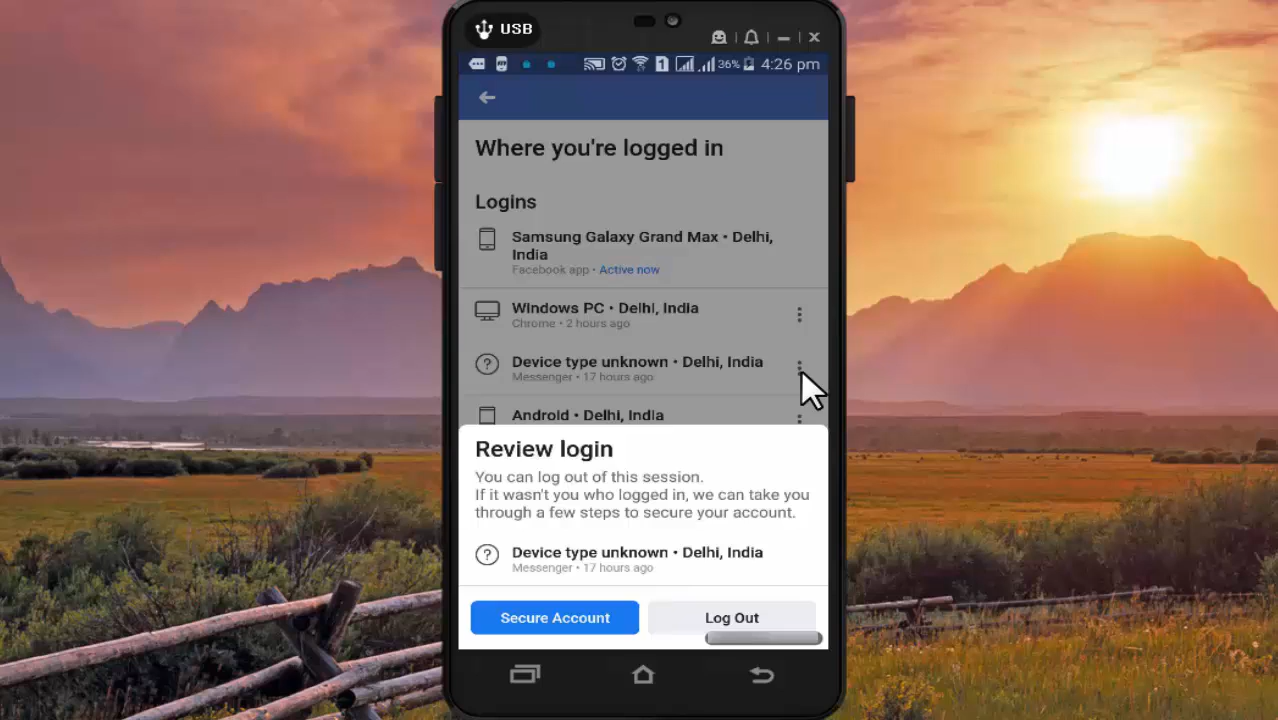 USB
1 36% 4:26 pm
Where you're logged in
Logins
Samsung Galaxy Grand Max • Delhi,
India
Facebook app • Active now
Windows PC • Delhi, India
Chrome • 2 hours ago
Device type unknown • Delhi, India
Messenger • 17 hours ago
Android • Delhi, India
Review login
You can log out of this session.
If it wasn't you who logged in, we can take you
through a few steps to secure your account.
Device type unknown • Delhi, India
Messenger • 17 hours ago
Secure Account
Log Out